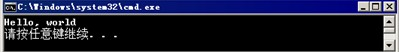 C:\Windows\system32\cmd.exe
Hello, world
请按任意键继续. . .